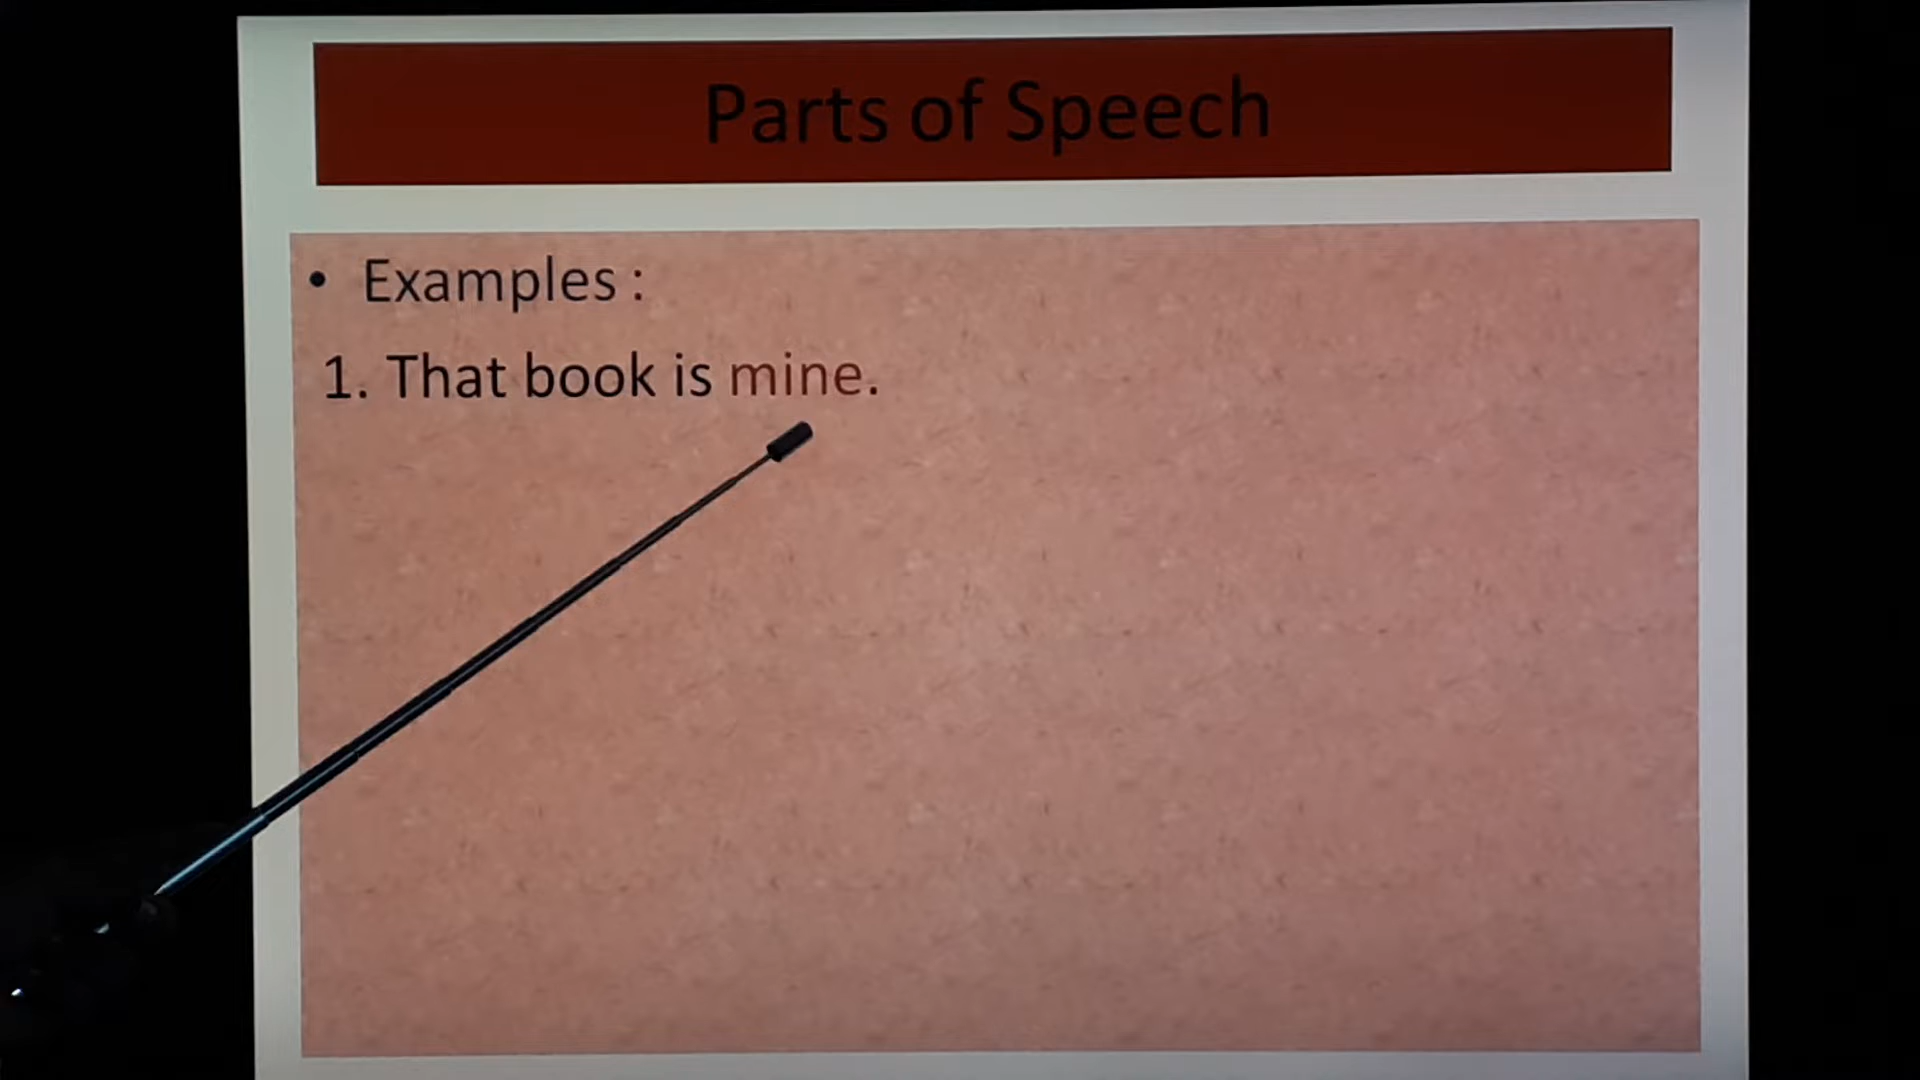 Parts of Speech
• Examples :
1. That book is mine.